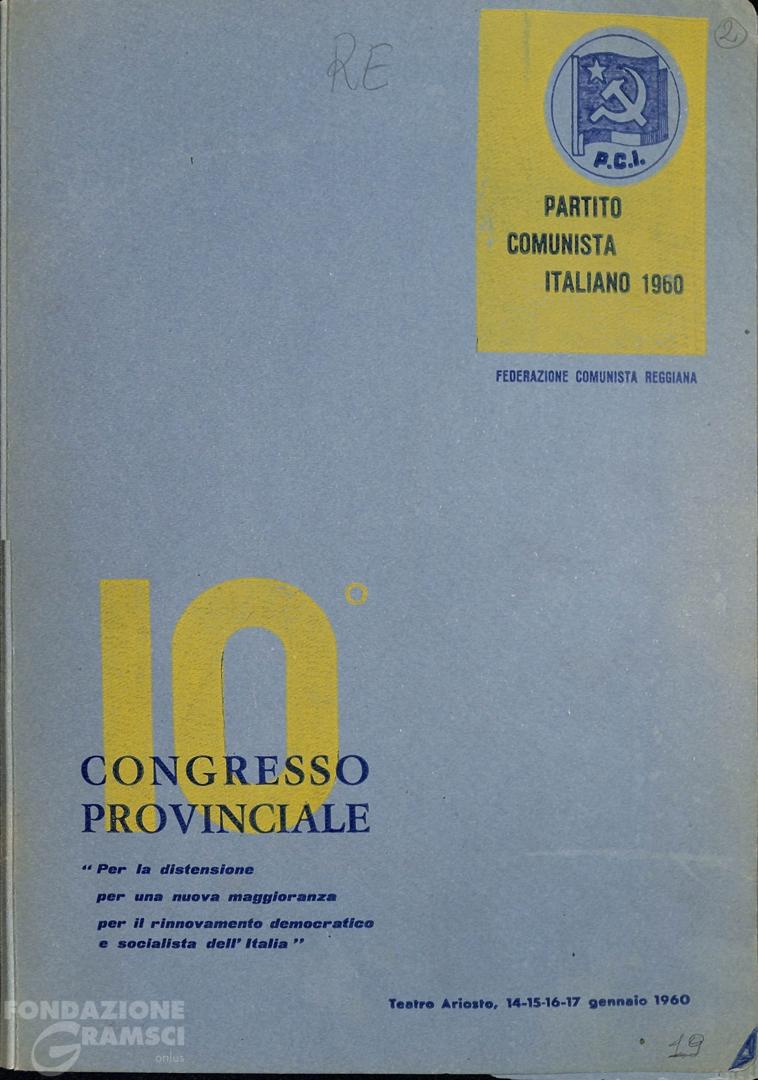 RE
2
P.C.I.
PARTITO
COMUNISTA
ITALIANO 1960
FEDERAZIONE COMUNISTA REGGIANA
10°
CONGRESSO
PROVINCIALE
“ Per la distensione
per una nuova maggioranza
per il rinnovamento democratico
e socialista dell' Italia ”
Teatro Ariosto, 14-15-16-17 gennaio 1960
19
FONDAZIONE
GRAMSCI
onlus